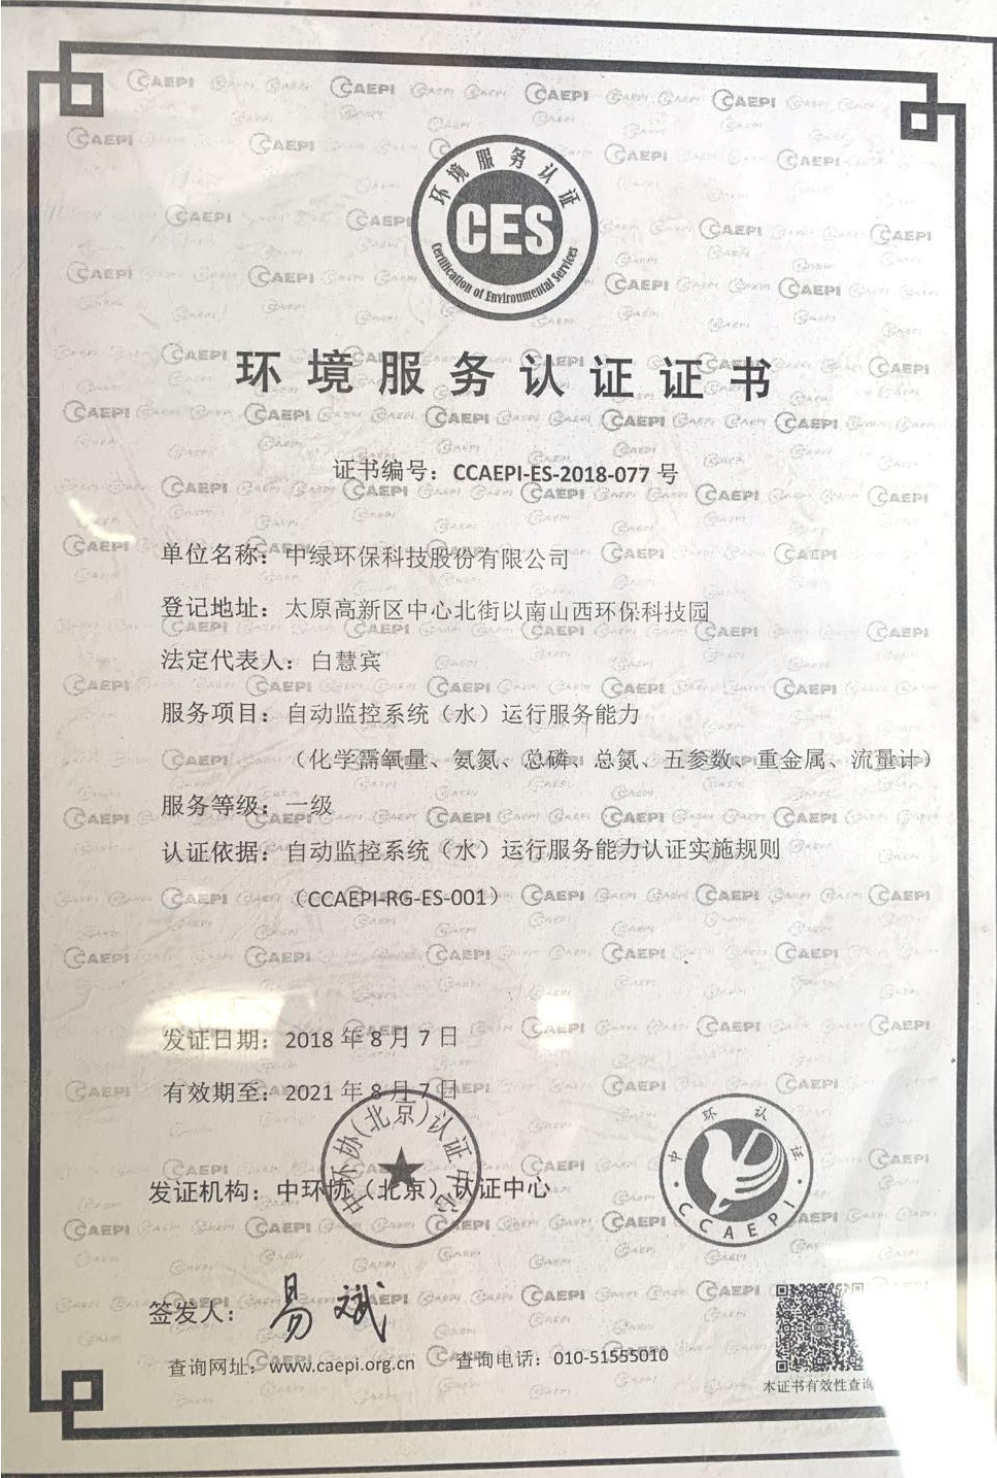 环境服务认证
CES
Certification of Environmental Services
环境服务认证证书
证书编号：CCAEPI-ES-2018-077 号
单位名称：中绿环保科技股份有限公司
登记地址：太原高新区中心北街以南山西环保科技园
法定代表人：白慧宾
服务项目：自动监控系统（水）运行服务能力
（化学需氧量、氨氮、总磷、总氮、五参数、重金属、流量计）
服务等级：一级
认证依据：自动监控系统（水）运行服务能力认证实施规则
（CCAEPI-RG-ES-001）
发证日期：2018 年 8 月 7 日
有效期至：2021 年 8 月 7 日
中环协(北京)认证中心
中环认证
·CCAEPI·
发证机构：中环协（北京）认证中心
签发人：易斌
查询网址：www.caepi.org.cn 查询电话：010-51555010
本证书有效性查询